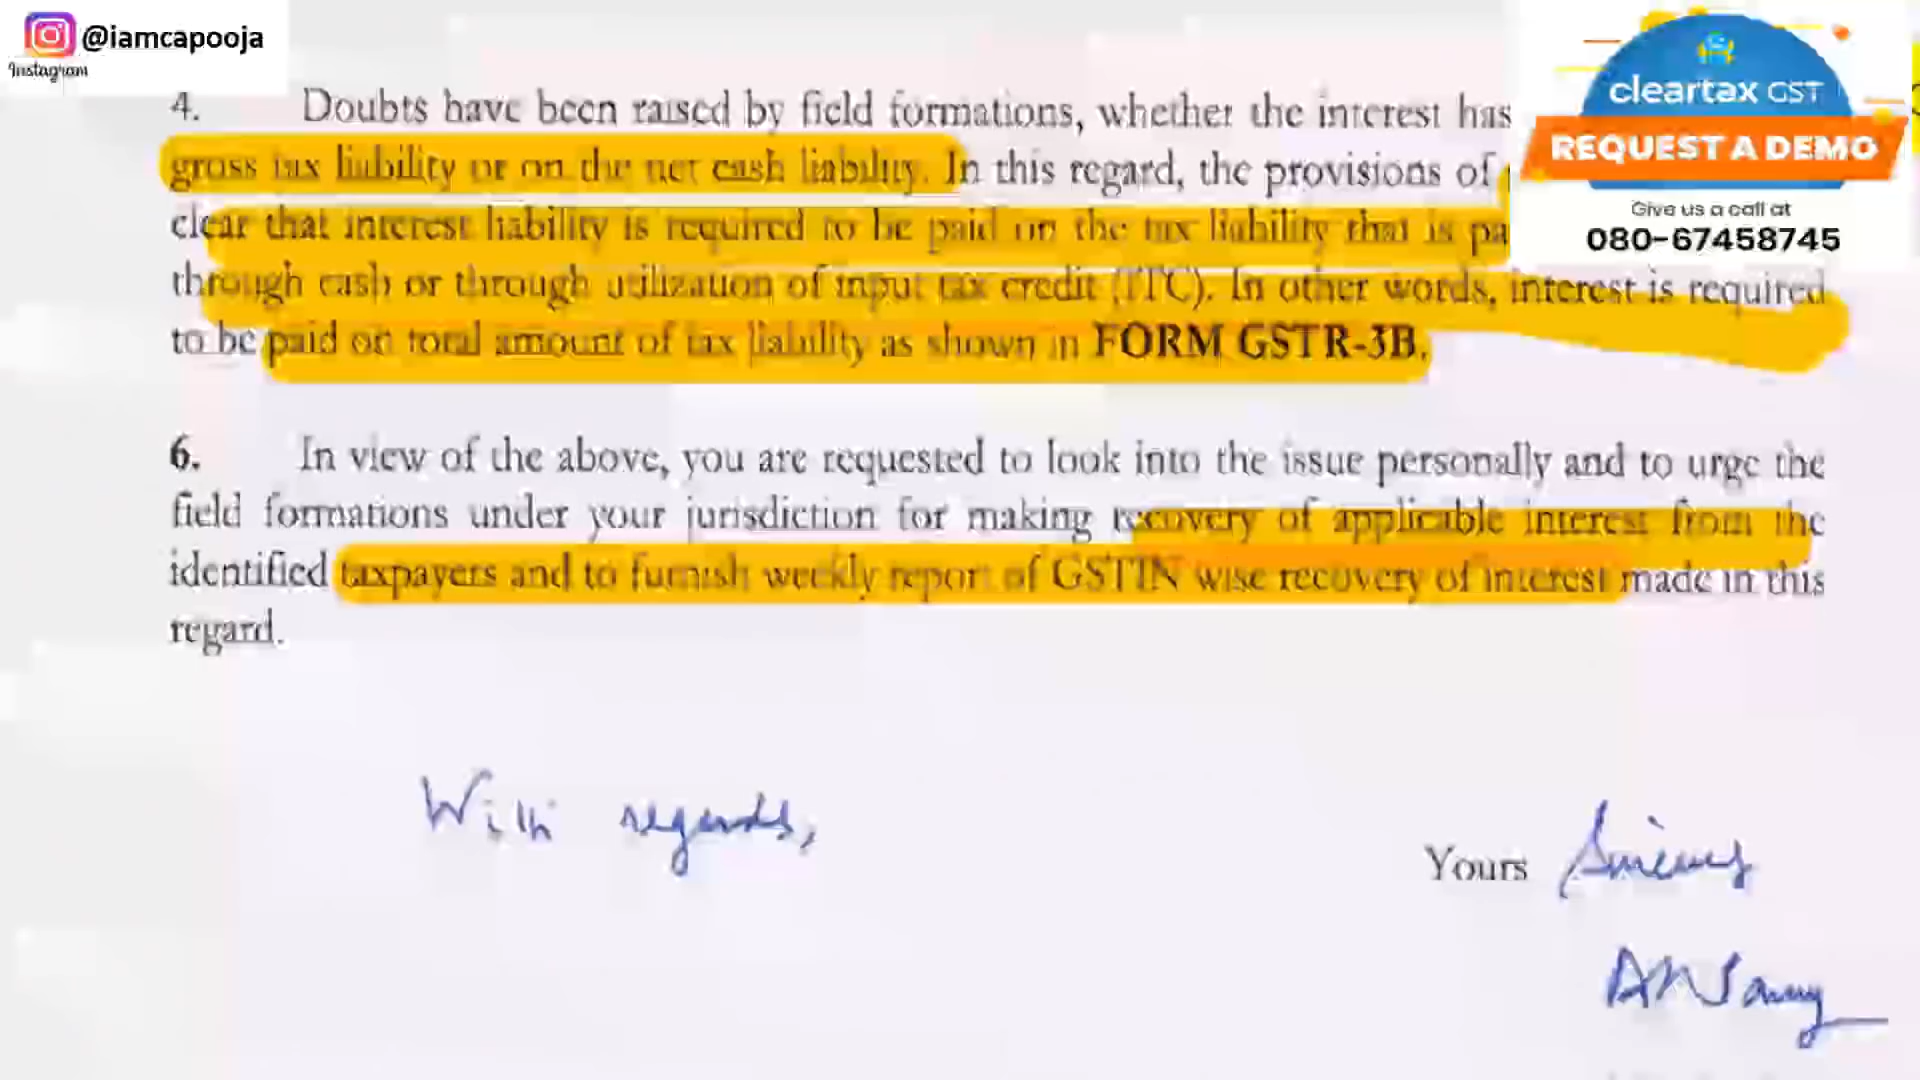 @iamcapooja
Instagram
cleartax GST
REQUEST A DEMO
Give us a call at
080-67458745
4. Doubts have been raised by field formations, whether the interest has
gross tax liability or on the net cash liability. In this regard, the provisions of
clear that interest liability is required to be paid on the tax liability that is pa
through cash or through utilization of input tax credit (ITC). In other words, interest is required
to be paid on total amount of tax liability as shown in FORM GSTR-3B.
6. In view of the above, you are requested to look into the issue personally and to urge the
field formations under your jurisdiction for making recovery of applicable interest from the
identified taxpayers and to furnish weekly report of GSTIN wise recovery of interest made in this
regard.
With regards,
Yours Sincerely